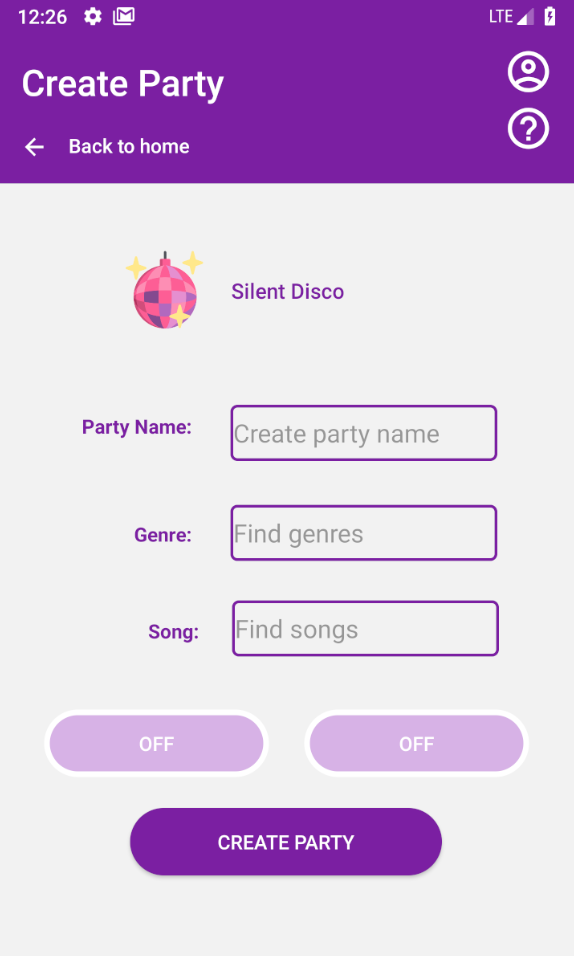 12:26 LTE
Create Party
Back to home
Silent Disco
Party Name: Create party name
Genre: Find genres
Song: Find songs
OFF OFF
CREATE PARTY